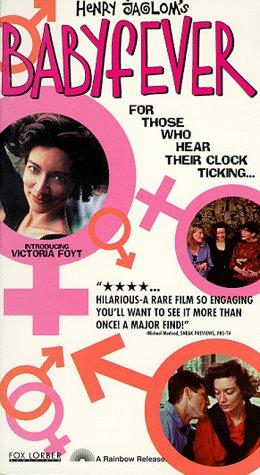 HENRY JAGLOM'S
BABYFEVER
FOR
THOSE
WHO
HEAR
THEIR CLOCK
TICKING...
INTRODUCING
VICTORIA FOYT
"★★★★...
HILARIOUS-A RARE FILM SO ENGAGING
YOU'LL WANT TO SEE IT MORE THAN
ONCE! A MAJOR FIND!"
-Michael Medved, SNEAK PREVIEWS, PBS-TV
FOX LORBER
A Rainbow Release